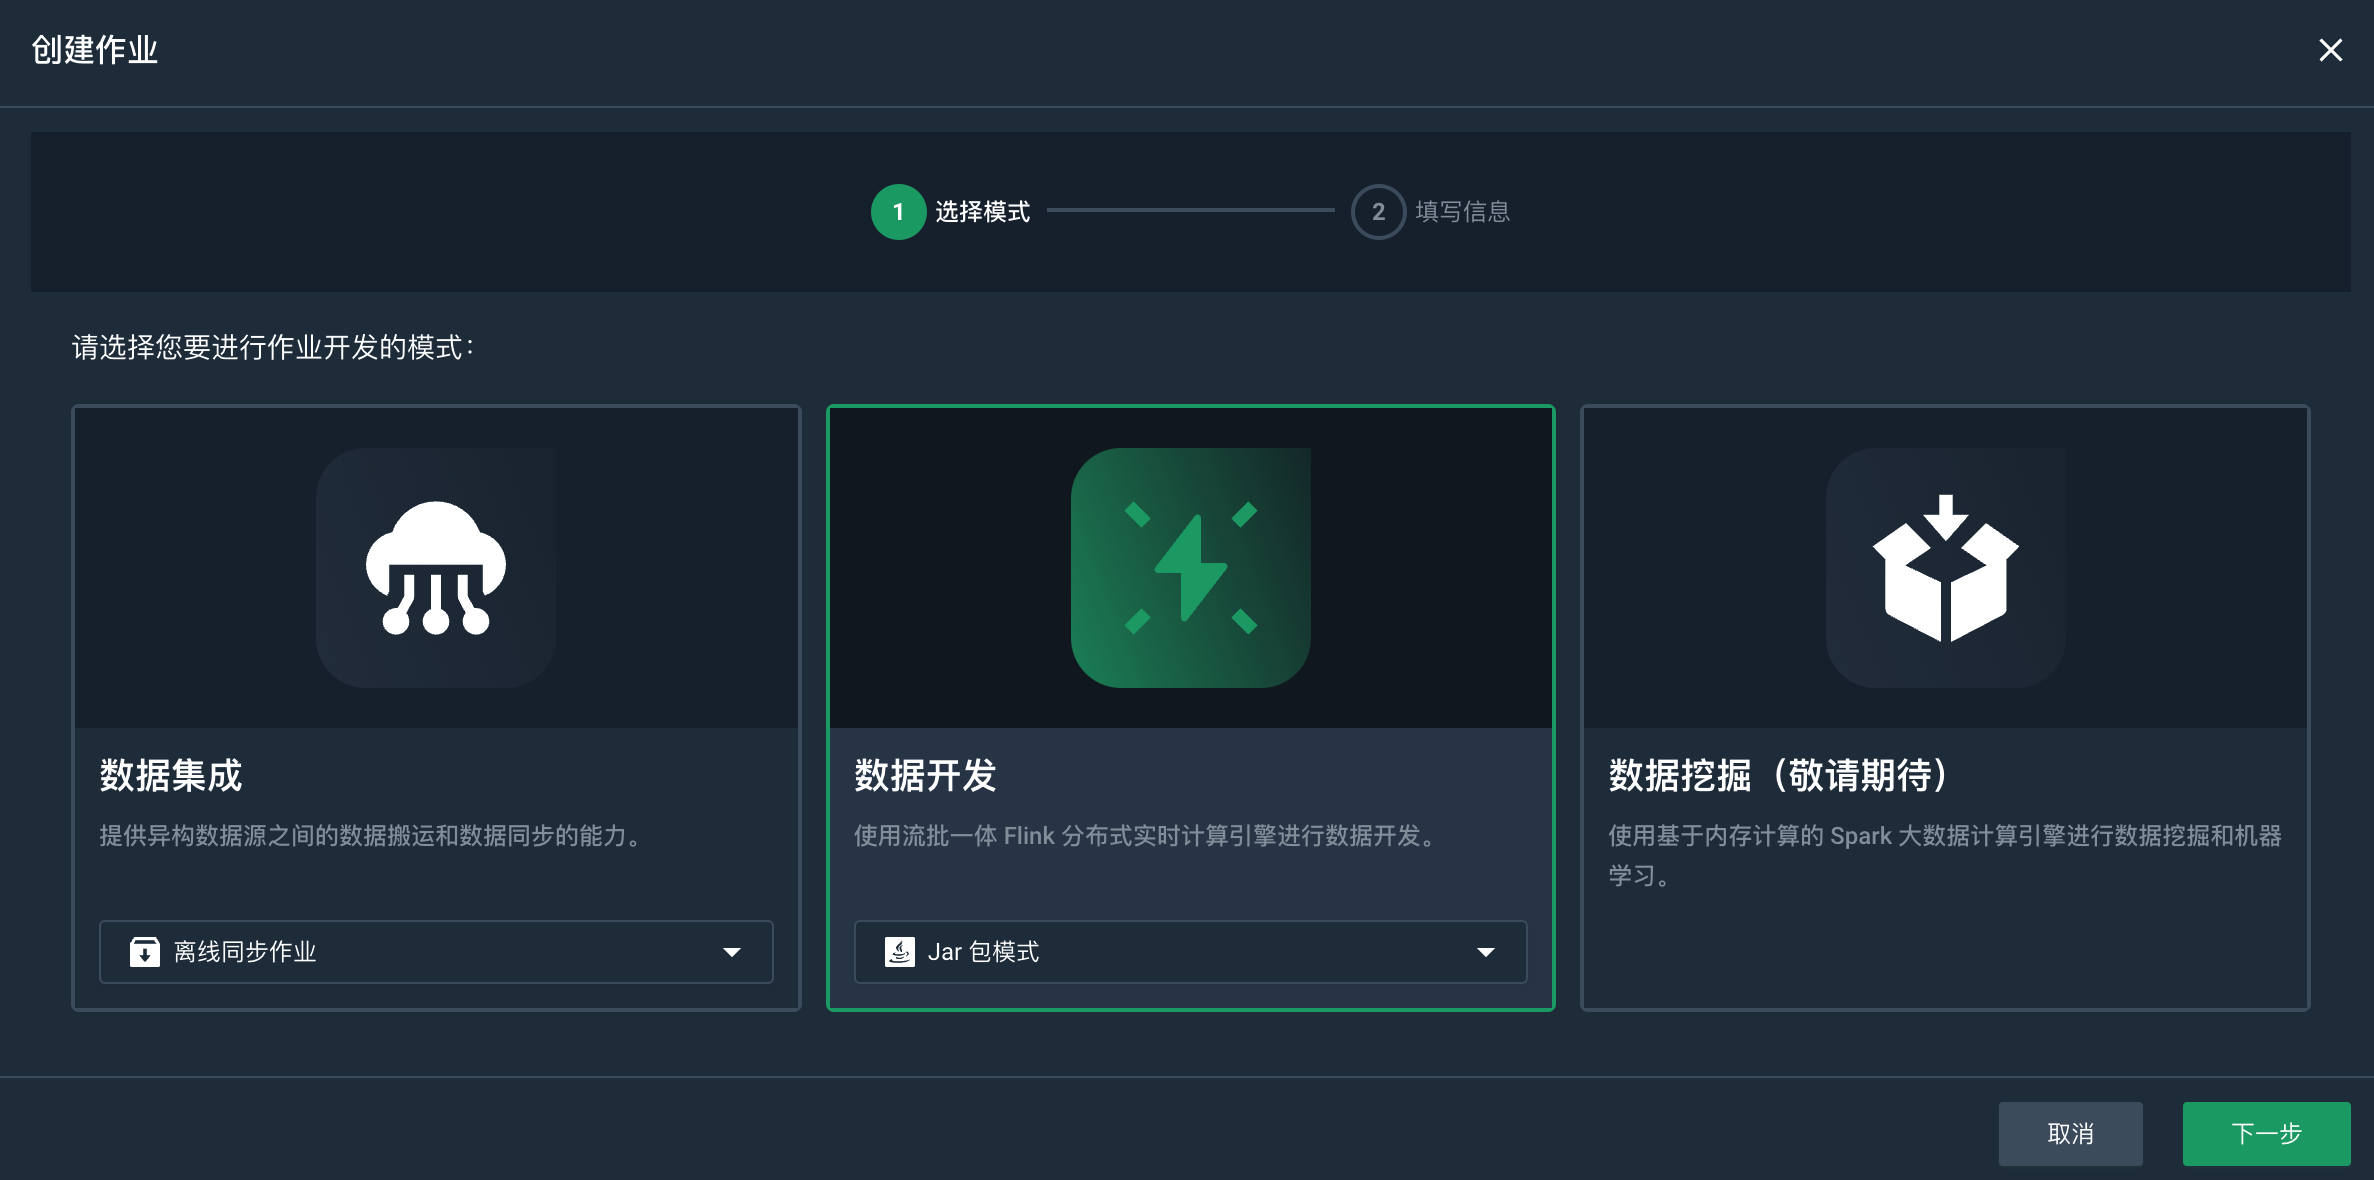 创建作业
1 选择模式
2 填写信息
请选择您要进行作业开发的模式:
数据集成
提供异构数据源之间的数据搬运和数据同步的能力。
离线同步作业
数据开发
使用流批一体 Flink 分布式实时计算引擎进行数据开发。
Jar 包模式
数据挖掘（敬请期待）
使用基于内存计算的 Spark 大数据计算引擎进行数据挖掘和机器
学习。
取消
下一步